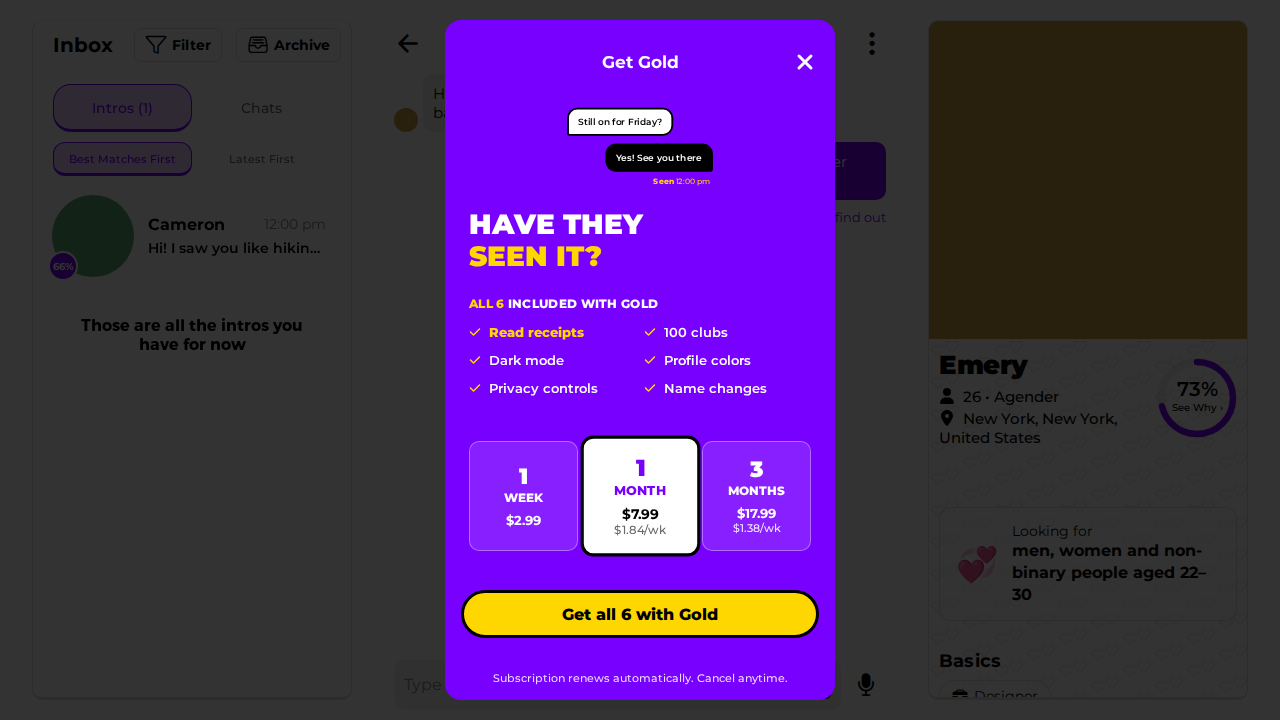 Inbox
Filter
Archive
Intros (1)
Chats
Best Matches First
Latest First
Cameron
12:00 pm
66%
Hi! I saw you like hikin...
Those are all the intros you
have for now
find out
Type
Get Gold
Still on for Friday?
Yes! See you there
Seen 12:00 pm
HAVE THEY
SEEN IT?
ALL 6 INCLUDED WITH GOLD
Read receipts
100 clubs
Dark mode
Profile colors
Privacy controls
Name changes
1
WEEK
$2.99
1
MONTH
$7.99
$1.84/wk
3
MONTHS
$17.99
$1.38/wk
Get all 6 with Gold
Subscription renews automatically. Cancel anytime.
Emery
26 • Agender
New York, New York,
United States
73%
See Why ›
Looking for
men, women and non-
binary people aged 22–
30
Basics
Designer